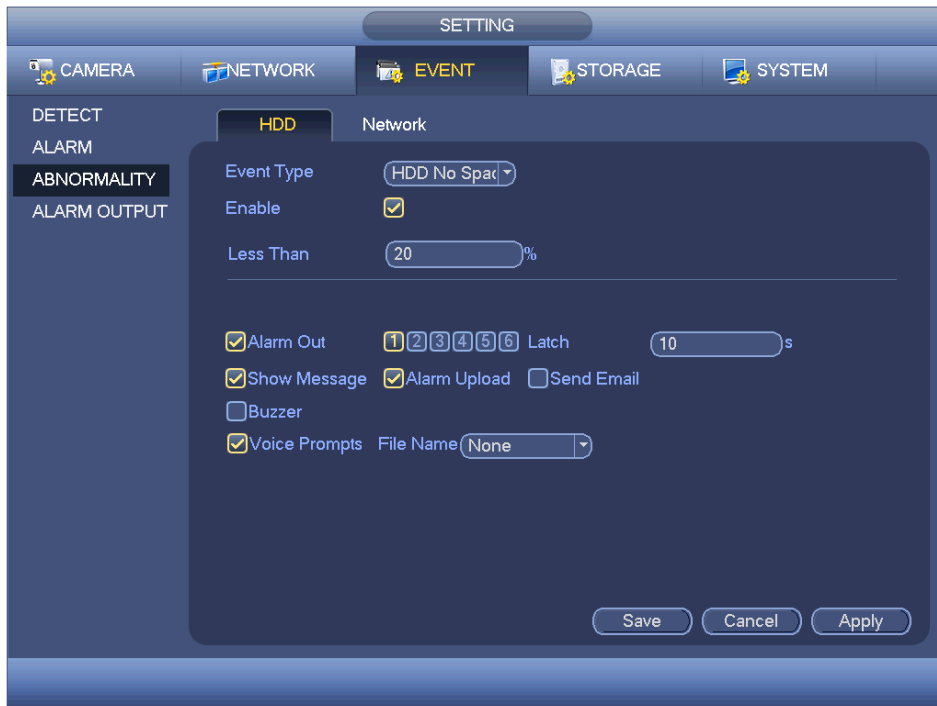 SETTING
CAMERA NETWORK EVENT STORAGE SYSTEM
DETECT
ALARM
ABNORMALITY
ALARM OUTPUT
HDD Network
Event Type HDD No Spac
Enable
Less Than 20 %
Alarm Out 1 2 3 4 5 6 Latch 10 s
Show Message Alarm Upload Send Email
Buzzer
Voice Prompts File Name None
Save Cancel Apply